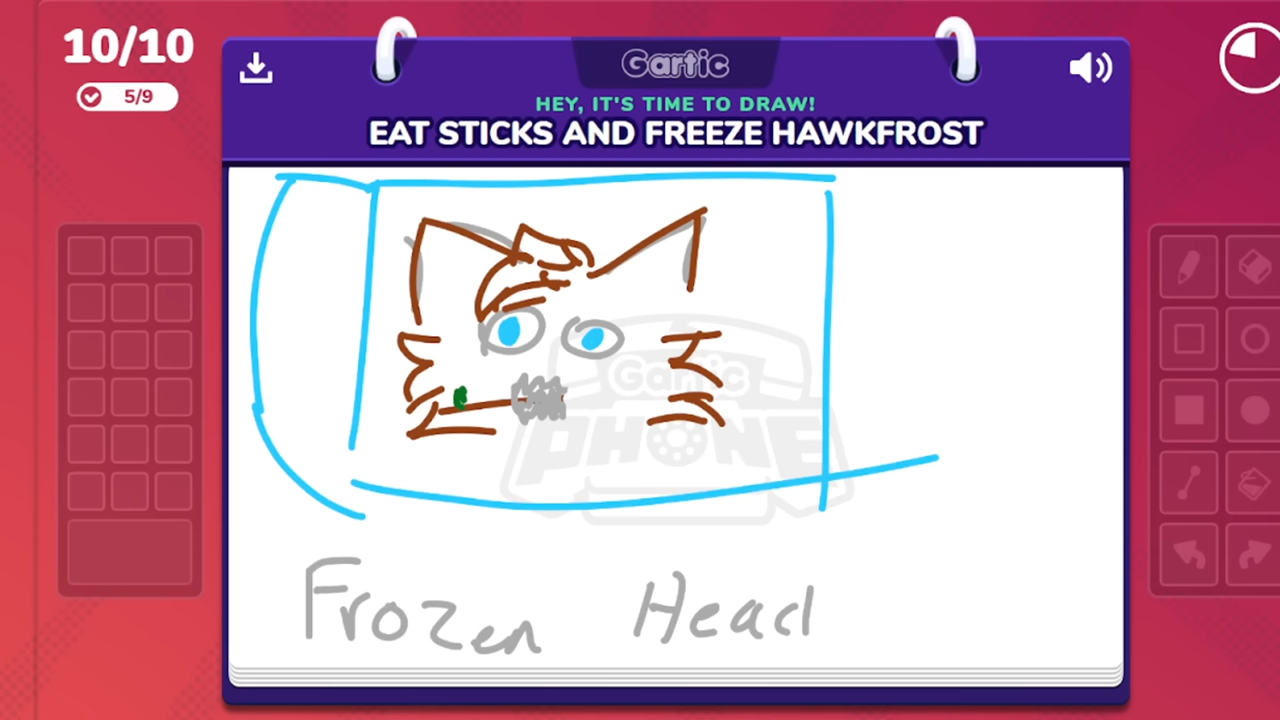 10/10
5/9
Gartic
HEY, IT'S TIME TO DRAW!
EAT STICKS AND FREEZE HAWKFROST
Gartic
PHONE
Frozen Head